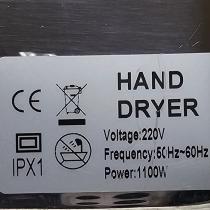 CE
HAND
DRYER
Voltage:220V
Frequency:50Hz~60Hz
IPX1
Power:1100W